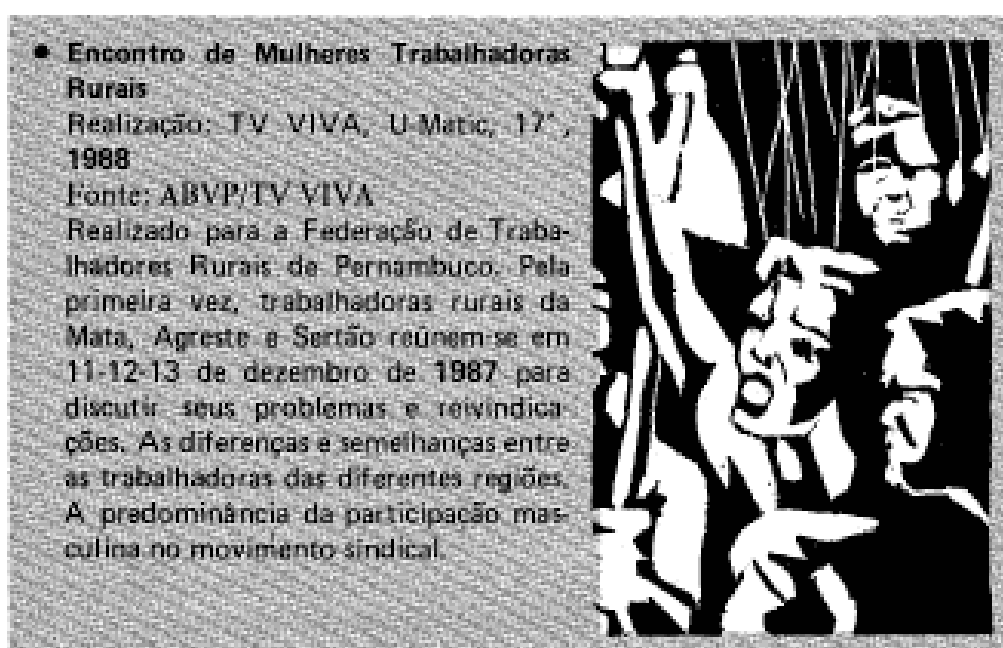 • Encontro de Mulheres Trabalhadoras
Rurais
Realização: TV VIVA, U-Matic, 17',
1988
Fonte: ABVP/TV VIVA
Realizado para a Federação de Traba-
lhadores Rurais de Pernambuco. Pela
primeira vez, trabalhadoras rurais da
Mata, Agreste e Sertão reúnem-se em
11-12-13 de dezembro de 1987 para
discutir seus problemas e reivindica-
ções. As diferenças e semelhanças entre
as trabalhadoras das diferentes regiões.
A predominância da participação mas-
culina no movimento sindical.